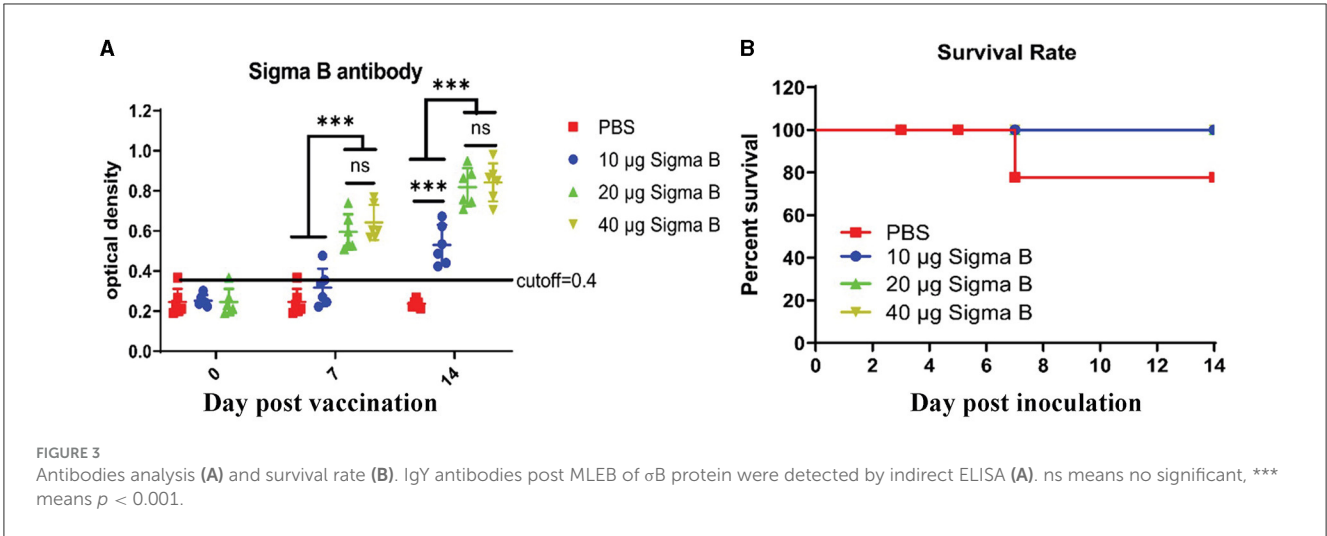 A
Sigma B antibody
optical density
1.2
1.0
0.8
0.6
0.4
0.2
0.0
***
ns
***
ns
***
cutoff=0.4
0
7
14
Day post vaccination
PBS
10 µg Sigma B
20 µg Sigma B
40 µg Sigma B
B
Survival Rate
Percent survival
120
100
80
60
40
20
0
PBS
10 µg Sigma B
20 µg Sigma B
40 µg Sigma B
0 2 4 6 8 10 12 14
Day post inoculation
FIGURE 3
Antibodies analysis (A) and survival rate (B). IgY antibodies post MLEB of σB protein were detected by indirect ELISA (A). ns means no significant, ***
means p < 0.001.